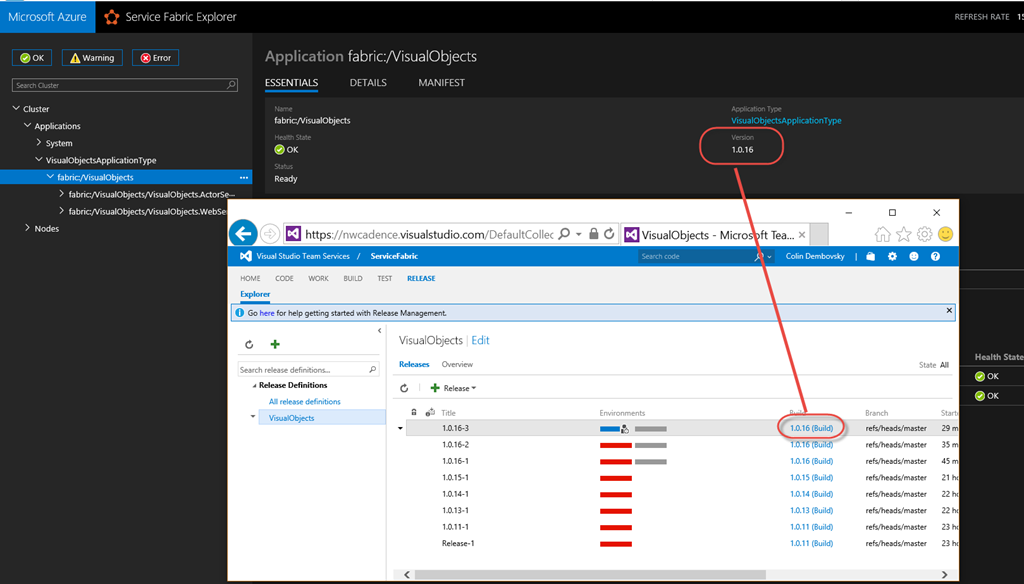 Microsoft Azure Service Fabric Explorer REFRESH RATE 15
OK Warning Error
Search Cluster
Cluster
Applications
System
VisualObjectsApplicationType
fabric:/VisualObjects ...
fabric:/VisualObjects/VisualObjects.ActorSe...
fabric:/VisualObjects/VisualObjects.WebSe
Nodes
Application fabric:/VisualObjects
ESSENTIALS DETAILS MANIFEST
Name
fabric:/VisualObjects
Health State
OK
Status
Ready
Application Type
VisualObjectsApplicationType
Version
1.0.16
Health State
OK
OK
https://nwcadence.visualstudio.com/DefaultCollec
VisualObjects - Microsoft Tea...
Visual Studio Team Services / ServiceFabric Search code Colin Dembovsky
HOME CODE WORK BUILD TEST RELEASE
Explorer
Go here for help getting started with Release Management.
Search release definitions...
Release Definitions
All release definitions
VisualObjects
VisualObjects | Edit
Releases Overview State All
Release
Title Environments Build Branch Starte
1.0.16-3 1.0.16 (Build) refs/heads/master 29 m
1.0.16-2 1.0.16 (Build) refs/heads/master 35 m
1.0.16-1 1.0.16 (Build) refs/heads/master 45 m
1.0.15-1 1.0.15 (Build) refs/heads/master 21 h
1.0.14-1 1.0.14 (Build) refs/heads/master 22 h
1.0.13-1 1.0.13 (Build) refs/heads/master 22 h
1.0.11-1 1.0.11 (Build) refs/heads/master 23 h
Release-1 1.0.11 (Build) refs/heads/master 23 h